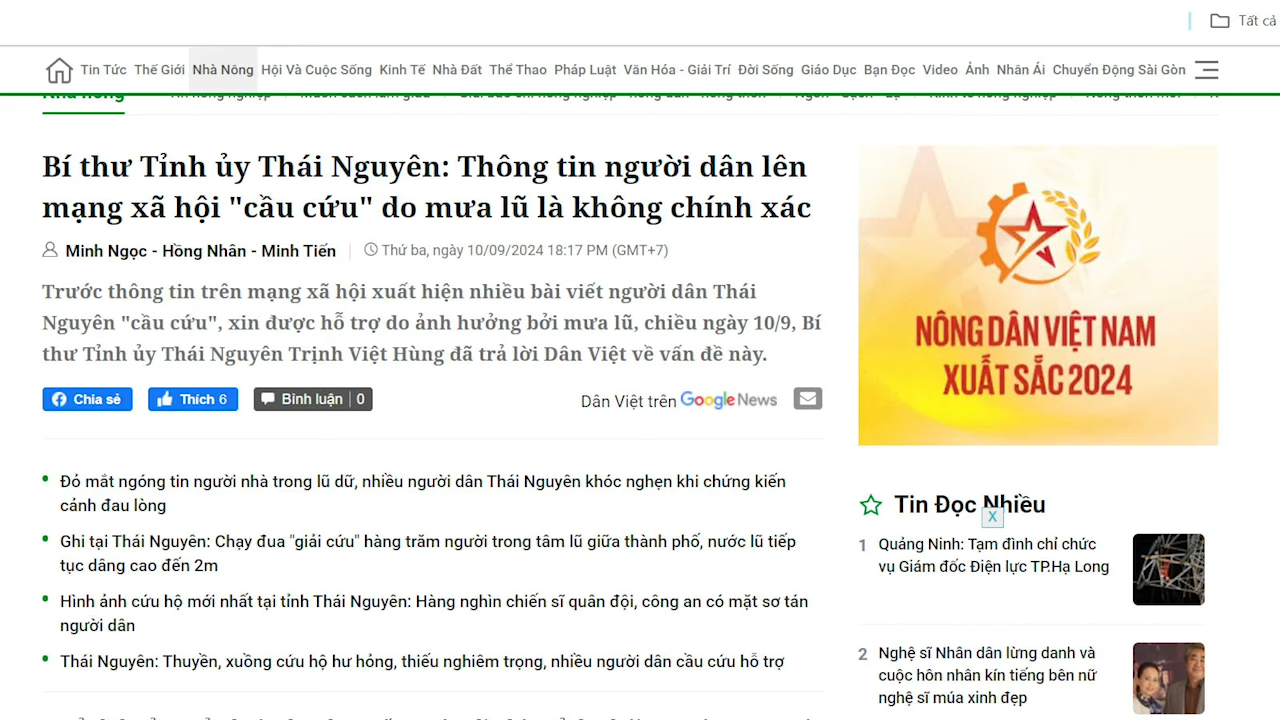 Tất cả
Tin Tức Thế Giới Nhà Nông Hội Và Cuộc Sống Kinh Tế Nhà Đất Thể Thao Pháp Luật Văn Hóa - Giải Trí Đời Sống Giáo Dục Bạn Đọc Video Ảnh Nhân Ái Chuyển Động Sài Gòn
Bí thư Tỉnh ủy Thái Nguyên: Thông tin người dân lên
mạng xã hội "cầu cứu" do mưa lũ là không chính xác
Minh Ngọc - Hồng Nhân - Minh Tiến Thứ ba, ngày 10/09/2024 18:17 PM (GMT+7)
Trước thông tin trên mạng xã hội xuất hiện nhiều bài viết người dân Thái
Nguyên "cầu cứu", xin được hỗ trợ do ảnh hưởng bởi mưa lũ, chiều ngày 10/9, Bí
thư Tỉnh ủy Thái Nguyên Trịnh Việt Hùng đã trả lời Dân Việt về vấn đề này.
Chia sẻ Thích 6 Bình luận 0 Dân Việt trên Google News
Đỏ mắt ngóng tin người nhà trong lũ dữ, nhiều người dân Thái Nguyên khóc nghẹn khi chứng kiến
cảnh đau lòng
Ghi tại Thái Nguyên: Chạy đua "giải cứu" hàng trăm người trong tâm lũ giữa thành phố, nước lũ tiếp
tục dâng cao đến 2m
Hình ảnh cứu hộ mới nhất tại tỉnh Thái Nguyên: Hàng nghìn chiến sĩ quân đội, công an có mặt sơ tán
người dân
Thái Nguyên: Thuyền, xuồng cứu hộ hư hỏng, thiếu nghiêm trọng, nhiều người dân cầu cứu hỗ trợ
NÔNG DÂN VIỆT NAM
XUẤT SẮC 2024
Tin Đọc Nhiều
X
1 Quảng Ninh: Tạm đình chỉ chức
vụ Giám đốc Điện lực TP.Hạ Long
2 Nghệ sĩ Nhân dân lừng danh và
cuộc hôn nhân kín tiếng bên nữ
nghệ sĩ múa xinh đẹp